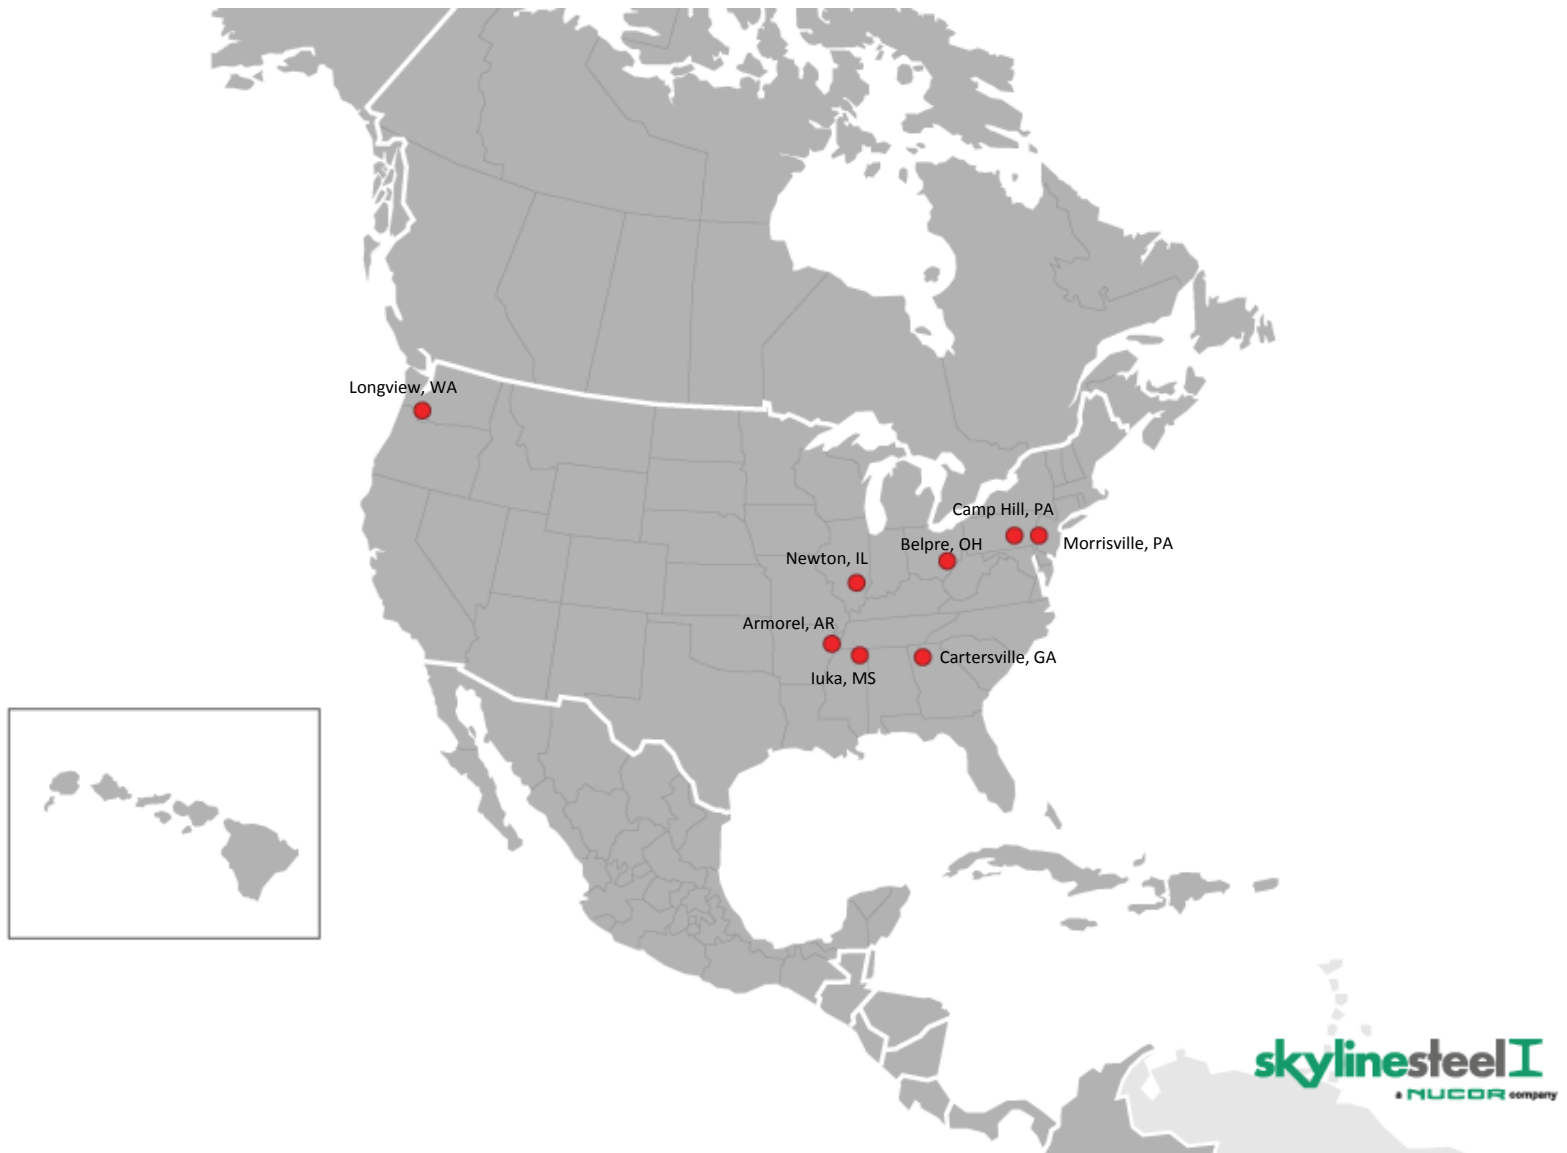 Longview, WA
Camp Hill, PA
Belpre, OH
Morrisville, PA
Newton, IL
Armorel, AR
Cartersville, GA
Iuka, MS
skylinesteel
a NUCOR company